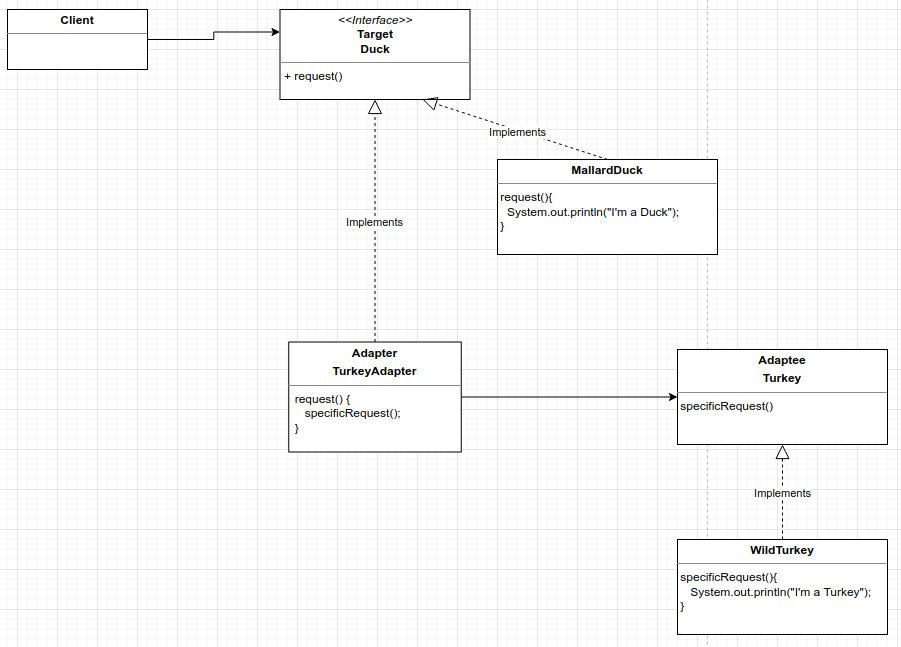 Client
<<Interface>>
Target
Duck
+ request()
Implements
MallardDuck
request(){
System.out.println("I'm a Duck");
}
Implements
Adapter
TurkeyAdapter
request() {
specificRequest();
}
Adaptee
Turkey
specificRequest()
Implements
WildTurkey
specificRequest(){
System.out.println("I'm a Turkey");
}